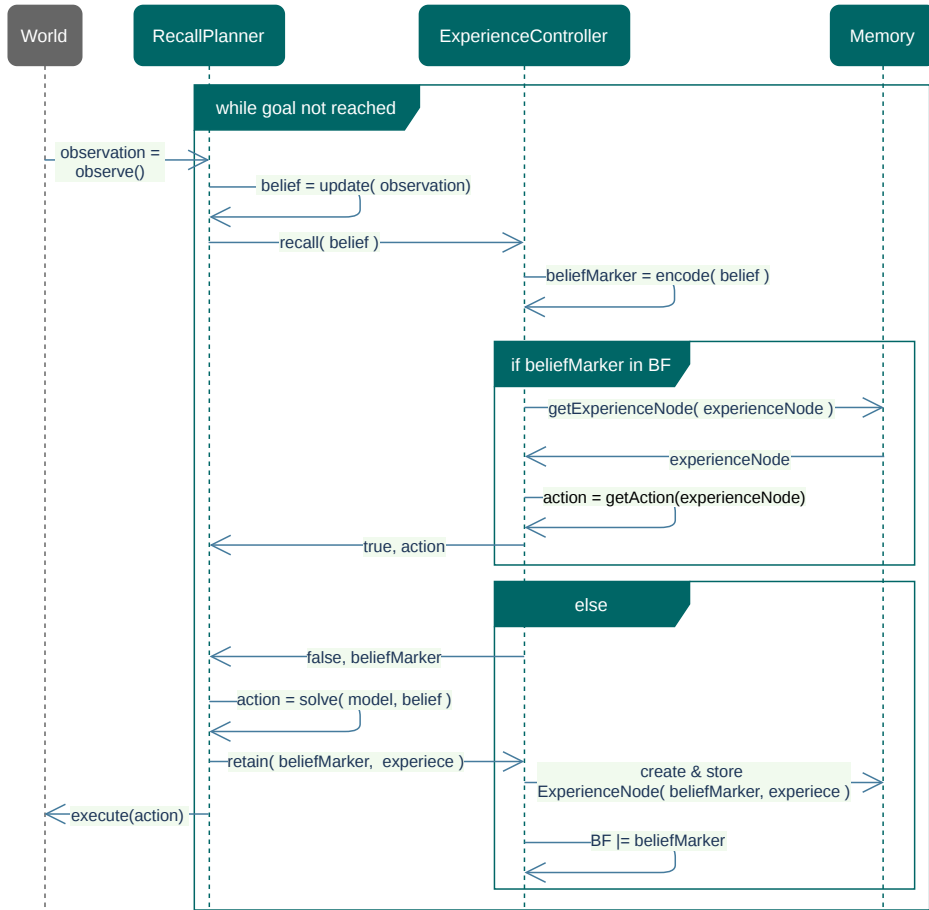 World
RecallPlanner
ExperienceController
Memory
while goal not reached
observation =
observe()
belief = update( observation)
recall( belief )
beliefMarker = encode( belief )
if beliefMarker in BF
getExperienceNode( experienceNode )
experienceNode
action = getAction(experienceNode)
true, action
else
false, beliefMarker
action = solve( model, belief )
retain( beliefMarker,  experiece )
create & store
ExperienceNode( beliefMarker, experiece )
execute(action)
BF |= beliefMarker